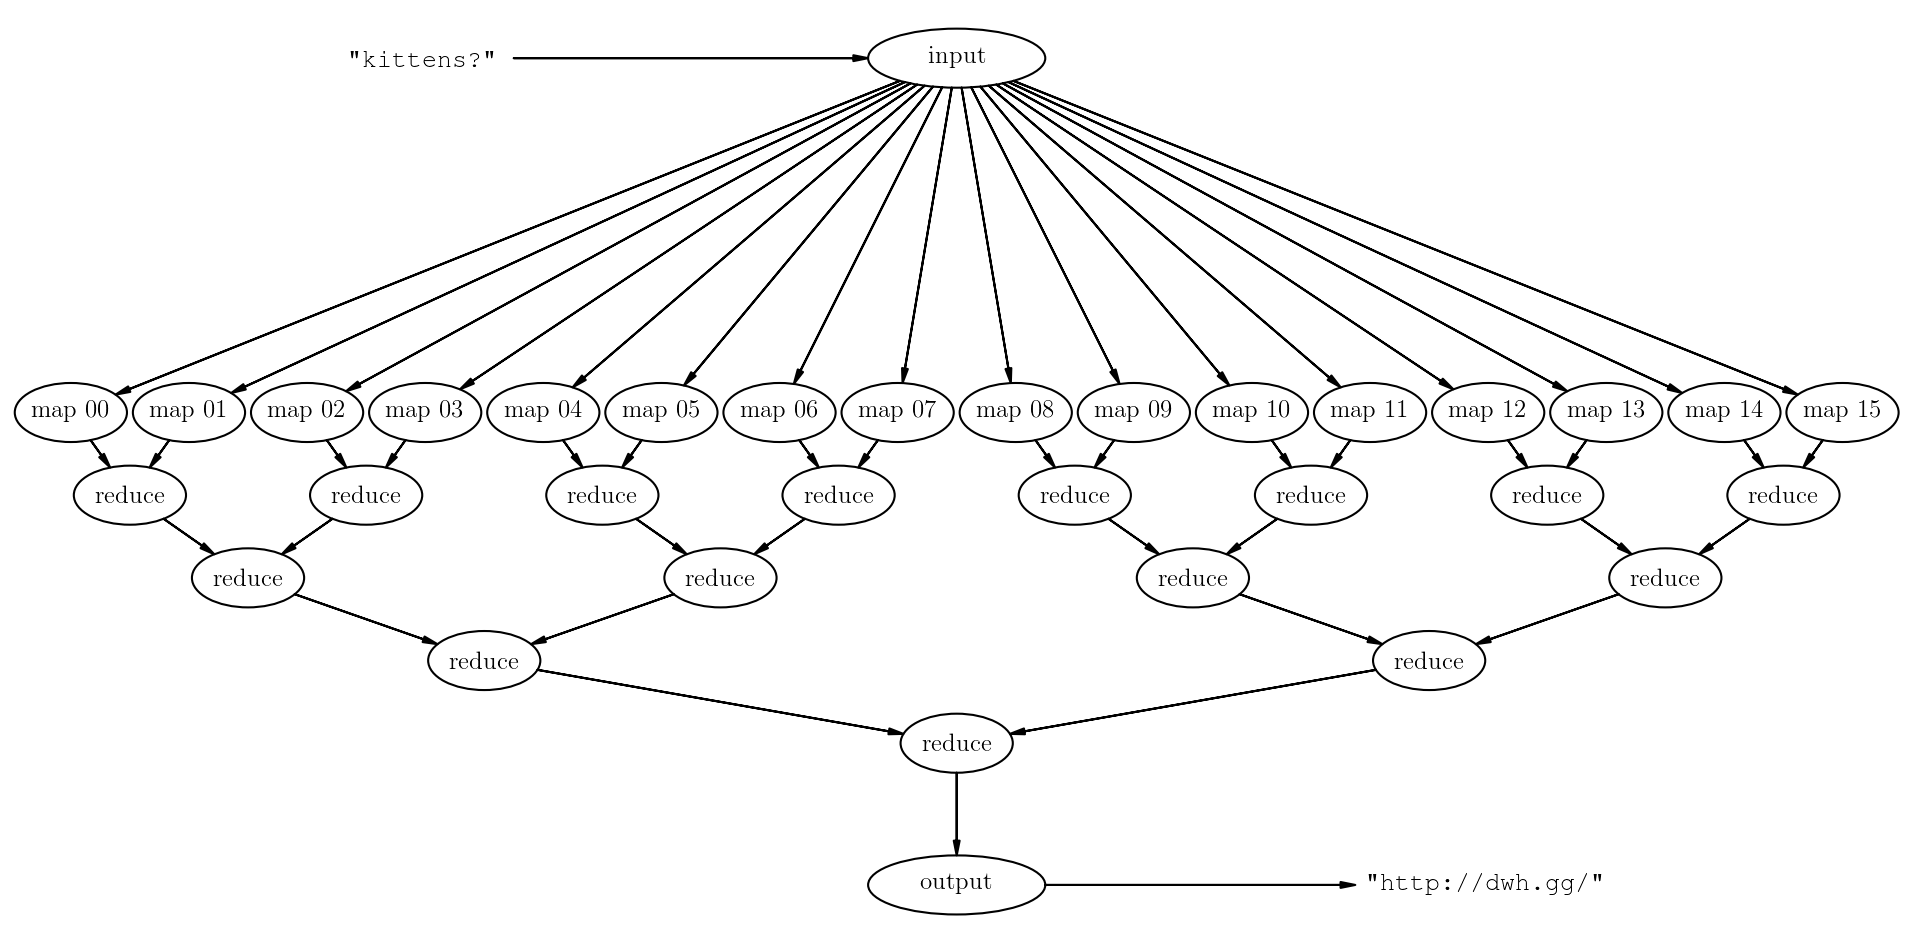 "kittens?"
input
map 00 map 01 map 02 map 03 map 04 map 05 map 06 map 07 map 08 map 09 map 10 map 11 map 12 map 13 map 14 map 15
reduce reduce reduce reduce reduce reduce reduce reduce
reduce reduce reduce reduce
reduce reduce
reduce
output
"http://dwh.gg/"